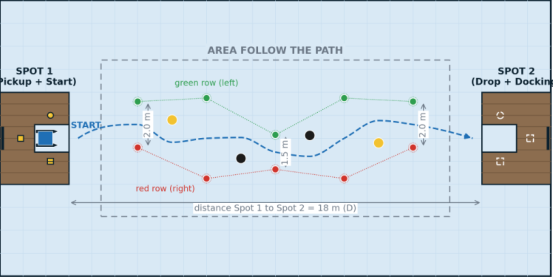 AREA FOLLOW THE PATH
SPOT 1
Pickup + Start)
SPOT 2
(Drop + Docking
green row (left)
START
2.0 m
2.0 m
1.5 m
red row (right)
distance Spot 1 to Spot 2 = 18 m (D)